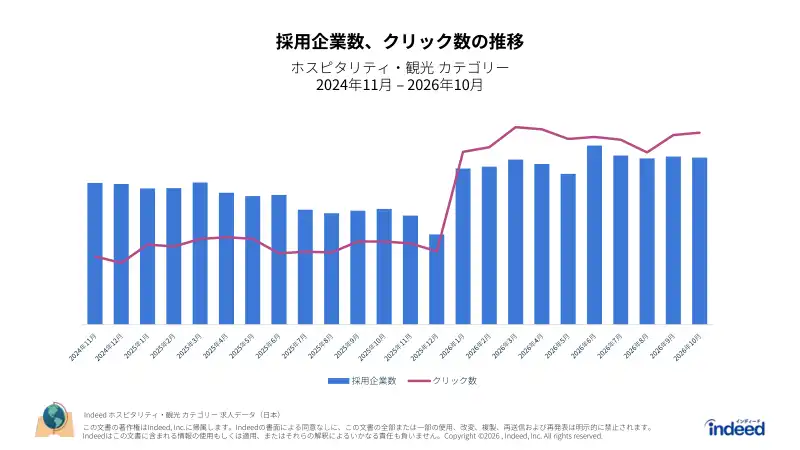 採用企業数、クリック数の推移
ホスピタリティ・観光 カテゴリー
2024年11月 – 2026年10月
2024年11月
2024年12月
2025年1月
2025年2月
2025年3月
2025年4月
2025年5月
2025年6月
2025年7月
2025年8月
2025年9月
2025年10月
2025年11月
2025年12月
2026年1月
2026年2月
2026年3月
2026年4月
2026年5月
2026年6月
2026年7月
2026年8月
2026年9月
2026年10月
採用企業数 クリック数
Indeed ホスピタリティ・観光 カテゴリー 求人データ（日本）
この文書の著作権はIndeed, Inc.に帰属します。Indeedの書面による同意なしに、この文書の全部または一部の使用、改変、複製、再送信および再発表は明示的に禁止されます。
Indeedはこの文書に含まれる情報の使用もしくは適用、またはそれらの解釈によるいかなる責任も負いません。Copyright ©2026 , Indeed, Inc. All rights reserved.
インディード
indeed